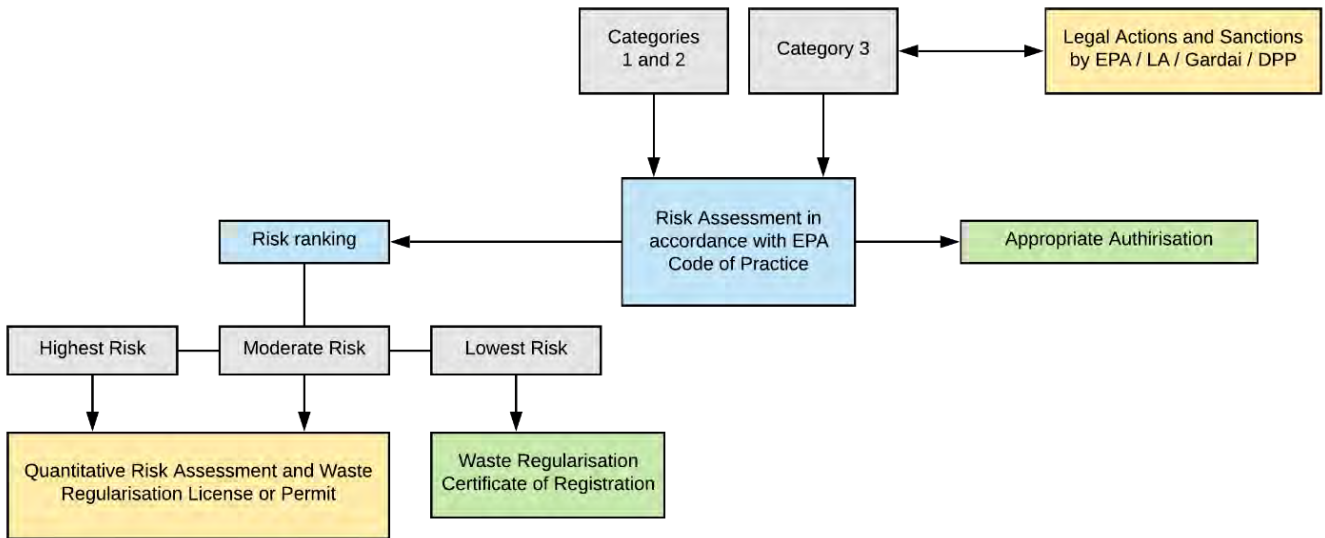 Categories
1 and 2
Category 3
Legal Actions and Sanctions
by EPA / LA / Gardai / DPP
Risk Assessment in
accordance with EPA
Code of Practice
Risk ranking
Appropriate Authirisation
Highest Risk
Moderate Risk
Lowest Risk
Quantitative Risk Assessment and Waste
Regularisation License or Permit
Waste Regularisation
Certificate of Registration